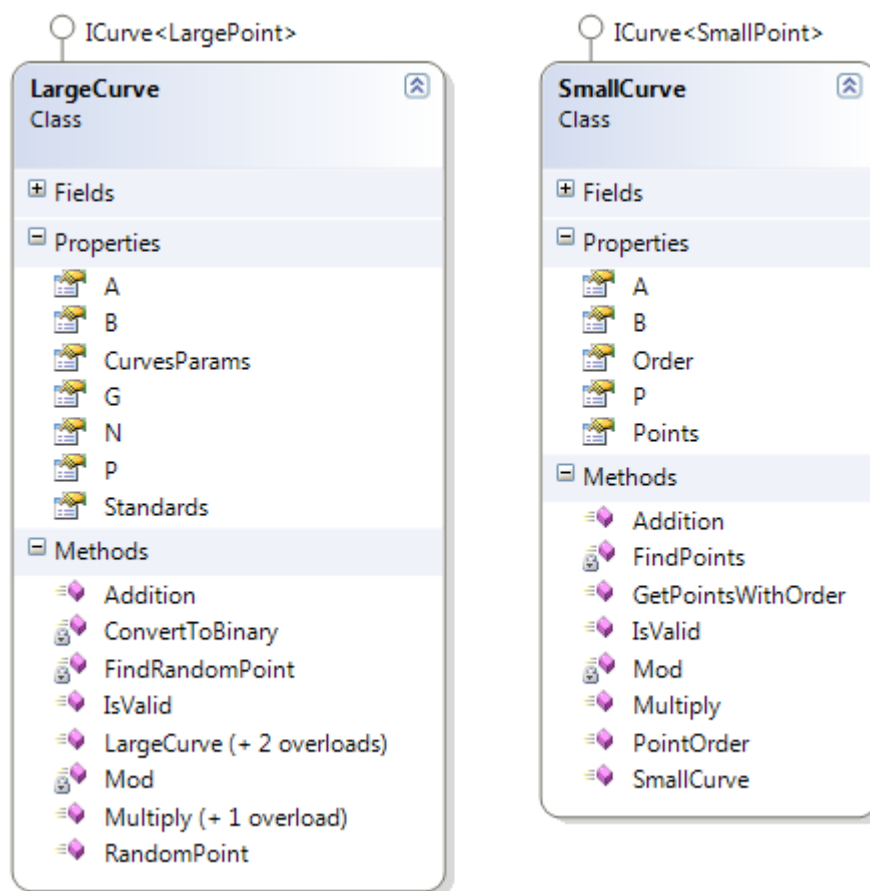 ICurve<LargePoint>
LargeCurve
Class
Fields
Properties
A
B
CurvesParams
G
N
P
Standards
Methods
Addition
ConvertToBinary
FindRandomPoint
IsValid
LargeCurve (+ 2 overloads)
Mod
Multiply (+ 1 overload)
RandomPoint
ICurve<SmallPoint>
SmallCurve
Class
Fields
Properties
A
B
Order
P
Points
Methods
Addition
FindPoints
GetPointsWithOrder
IsValid
Mod
Multiply
PointOrder
SmallCurve